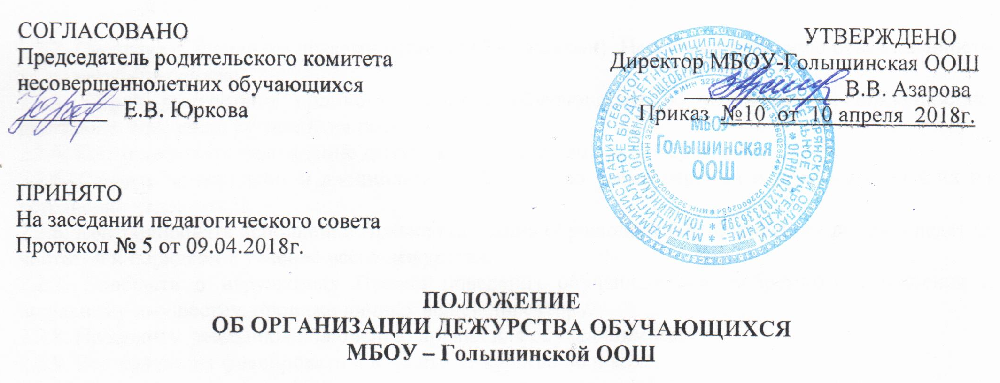 СОГЛАСОВАНО
Председатель родительского комитета
несовершеннолетних обучающихся
________ Е.В. Юркова
УТВЕРЖДЕНО
Директор МБОУ-Голышинская ООШ
______________В.В. Азарова
Приказ №10 от 10 апреля 2018г.
МБОУ-
Голышинская
ООШ
ПРИНЯТО
На заседании педагогического совета
Протокол № 5 от 09.04.2018г.
ПОЛОЖЕНИЕ
ОБ ОРГАНИЗАЦИИ ДЕЖУРСТВА ОБУЧАЮЩИХСЯ
МБОУ – Голышинской ООШ